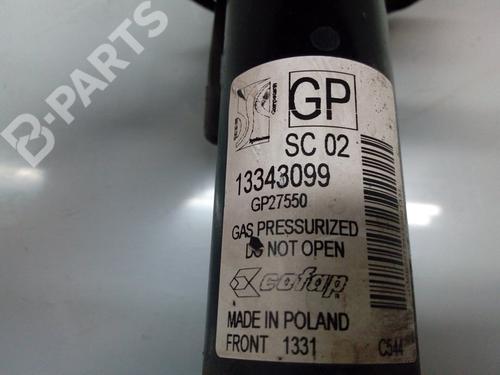 B-PARTS
GP
SC 02
13343099
GP27550
GAS PRESSURIZED
DO NOT OPEN
cofap
MADE IN POLAND
FRONT 1331 C544